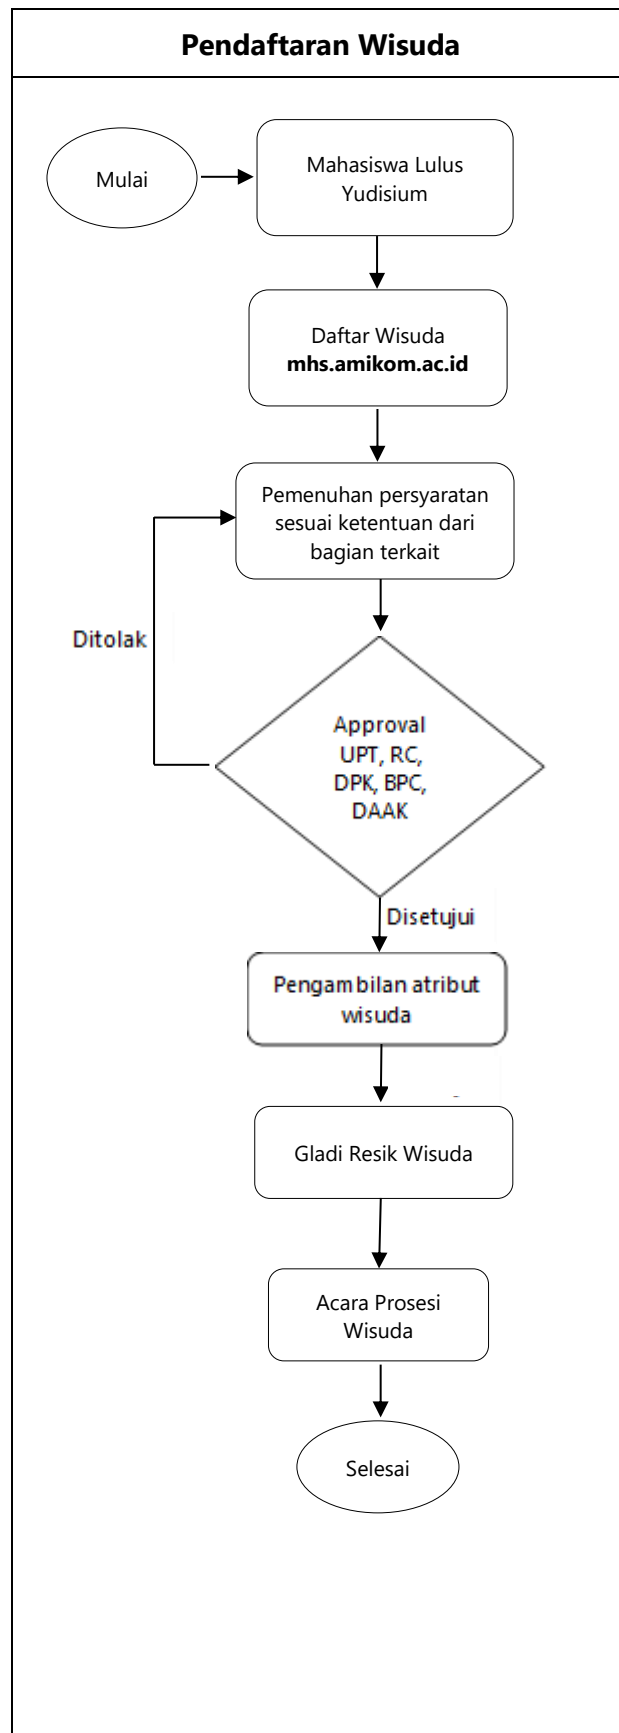 Pendaftaran Wisuda
Mulai
Mahasiswa Lulus
Yudisium
Daftar Wisuda
mhs.amikom.ac.id
Pemenuhan persyaratan
sesuai ketentuan dari
bagian terkait
Ditolak
Approval
UPT, RC,
DPK, BPC,
DAAK
Disetujui
Pengambilan atribut
wisuda
Gladi Resik Wisuda
Acara Prosesi
Wisuda
Selesai